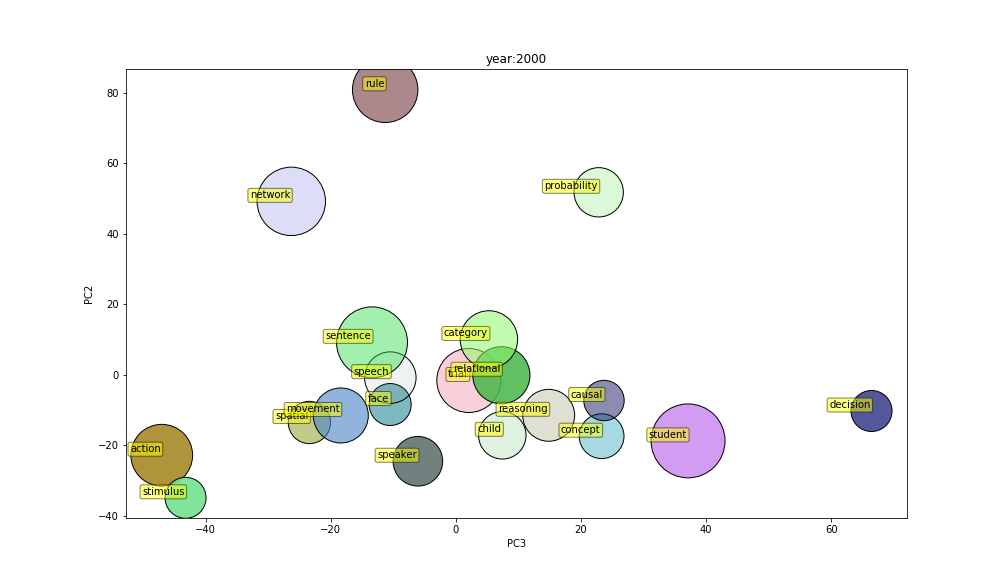 year:2000
80
rule
60
network
probability
40
PC2
20
sentence
category
0
speech
trial
relational
face
causal
movement
spatial
reasoning
decision
child
concept
student
-20
action
speaker
stimulus
-40
-40
-20
0
20
40
60
PC3